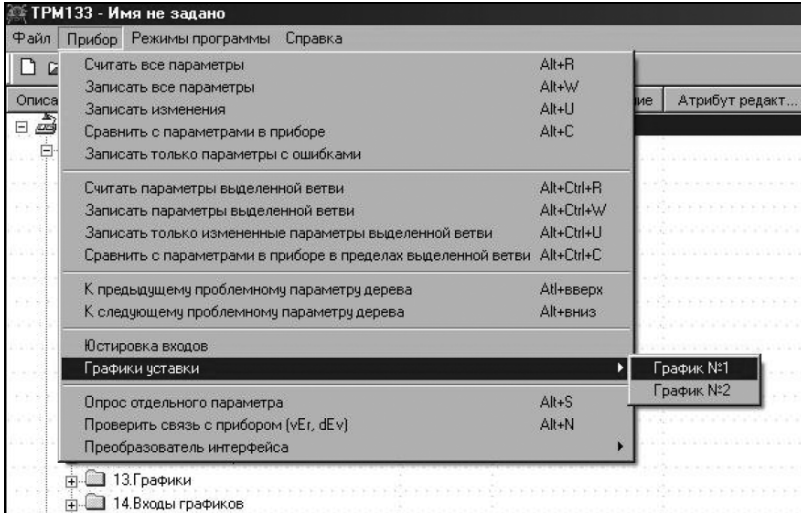 ТРМ133 - Имя не задано
Файл Прибор Режимы программы Справка
Считать все параметры Alt+R
Записать все параметры Alt+W
Описа ие Атрибут редакт...
Записать изменения Alt+U
Сравнить с параметрами в приборе Alt+C
Записать только параметры с ошибками
Считать параметры выделенной ветви Alt+Ctrl+R
Записать параметры выделенной ветви Alt+Ctrl+W
Записать только измененные параметры выделенной ветви Alt+Ctrl+U
Сравнить с параметрами в приборе в пределах выделенной ветви Alt+Ctrl+C
К предыдущему проблемному параметру дерева Atl+вверх
К следующему проблемному параметру дерева Alt+вниз
Юстировка входов
Графики уставки
График №1
График №2
Опрос отдельного параметра Alt+S
Проверить связь с прибором (vEr, dEv) Alt+N
Преобразователь интерфейса
13.Графики
14.Входы графиков